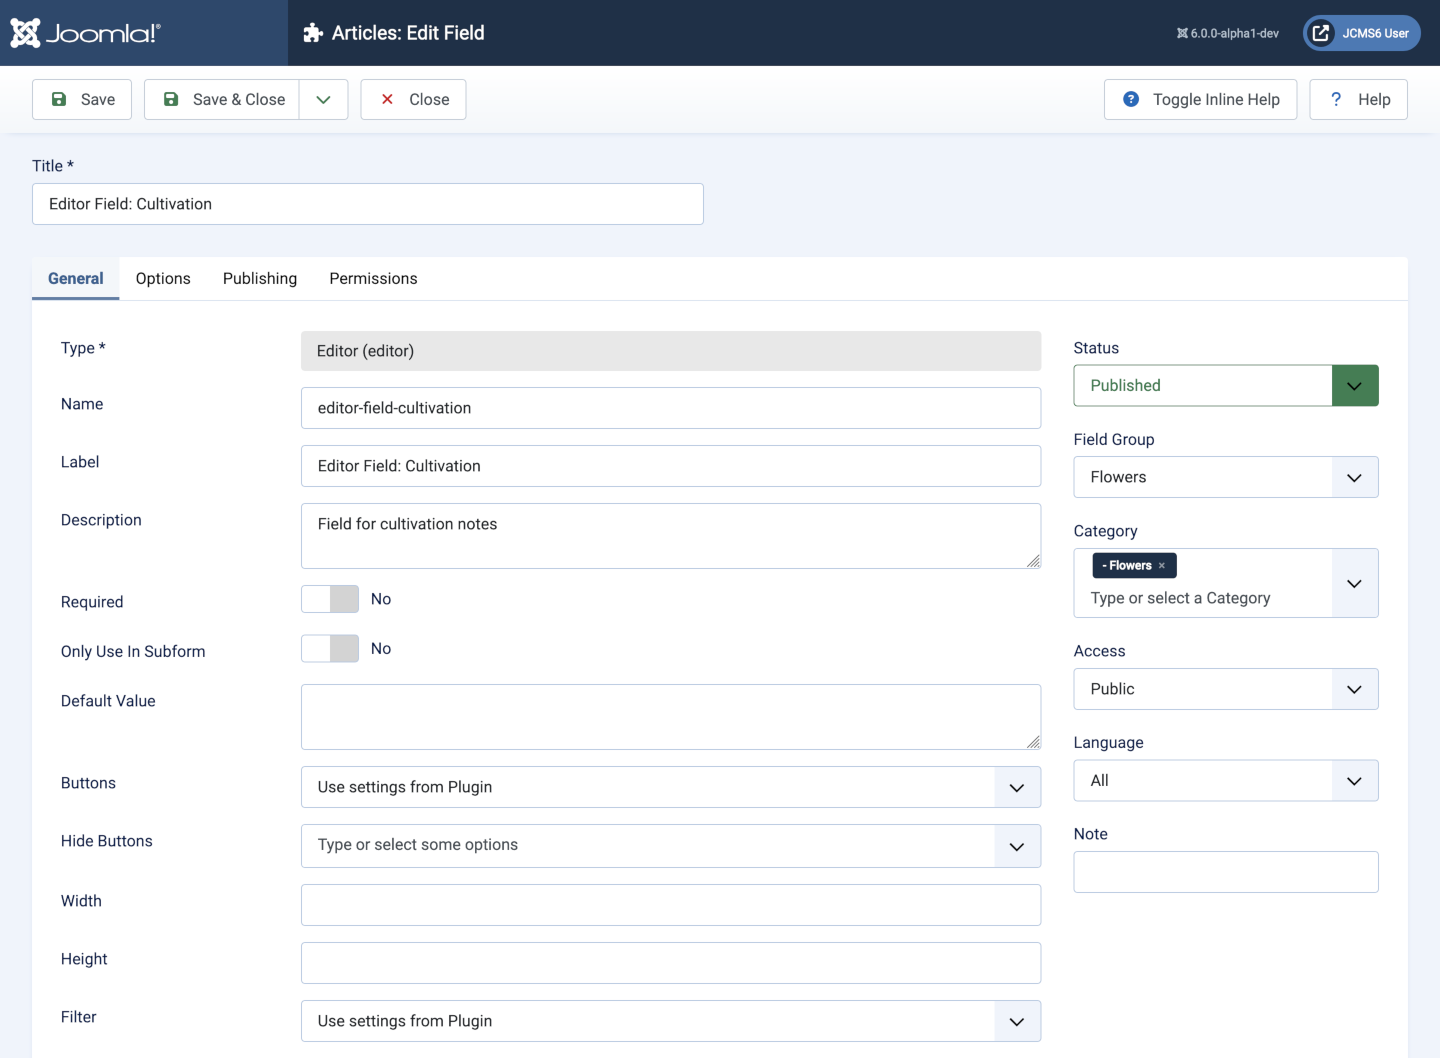 Joomla!®
Articles: Edit Field
6.0.0-alpha1-dev
JCMS6 User
Save
Save & Close
Close
Toggle Inline Help
? Help
Title *
Editor Field: Cultivation
General
Options
Publishing
Permissions
Type *
Editor (editor)
Name
editor-field-cultivation
Label
Editor Field: Cultivation
Description
Field for cultivation notes
Required
No
Only Use In Subform
No
Default Value
Buttons
Use settings from Plugin
Hide Buttons
Type or select some options
Width
Height
Filter
Use settings from Plugin
Status
Published
Field Group
Flowers
Category
- Flowers ×
Type or select a Category
Access
Public
Language
All
Note